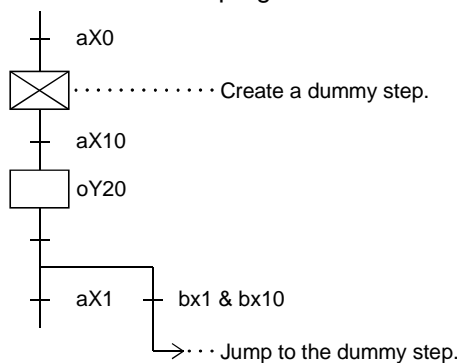 aX0
Create a dummy step.
aX10
oY20
aX1
bx1 & bx10
Jump to the dummy step.